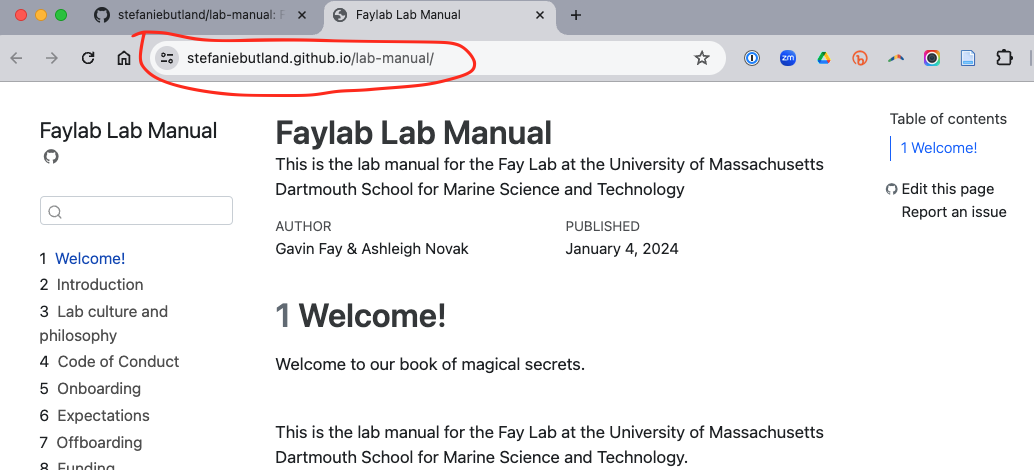 stefaniebutland/lab-manual: F
Faylab Lab Manual
stefaniebutland.github.io/lab-manual/
zm
Faylab Lab Manual
1 Welcome!
2 Introduction
3 Lab culture and
philosophy
4 Code of Conduct
5 Onboarding
6 Expectations
7 Offboarding
8 Funding
Faylab Lab Manual
This is the lab manual for the Fay Lab at the University of Massachusetts
Dartmouth School for Marine Science and Technology
AUTHOR
Gavin Fay & Ashleigh Novak
PUBLISHED
January 4, 2024
1 Welcome!
Welcome to our book of magical secrets.
This is the lab manual for the Fay Lab at the University of Massachusetts
Dartmouth School for Marine Science and Technology.
Table of contents
1 Welcome!
Edit this page
Report an issue